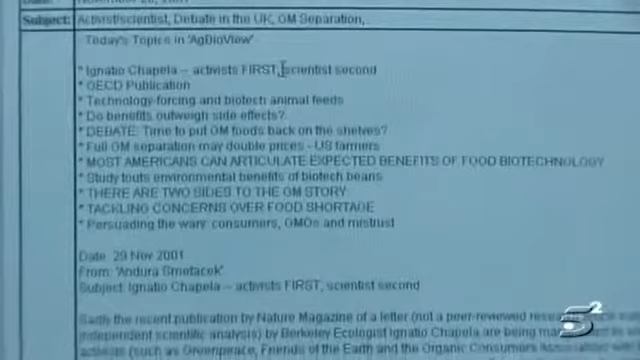 Subject: Activist/scientist, Debate in the UK, GM Separation,
Today's Topics in 'AgBioView'
* Ignatio Chapela -- activists FIRST, scientist second
* OECD Publication
* Technology-forcing and biotech animal feeds
* Do benefits outweigh side effects?
* DEBATE: Time to put GM foods back on the shelves?
* Full GM separation may double prices - US farmers
* MOST AMERICANS CAN ARTICULATE EXPECTED BENEFITS OF FOOD BIOTECHNOLOGY
* Study touts environmental benefits of biotech beans
* THERE ARE TWO SIDES TO THE GM STORY
* TACKLING CONCERNS OVER FOOD SHORTAGE
* Persuading the wary: consumers, GMOs and mistrust
Date: 29 Nov 2001
From: 'Andura Smetacek'
Subject: Ignatio Chapela -- activists FIRST, scientist second
Sadly the recent publication by Nature Magazine of a letter (not a peer-reviewed
independent scientific analysis) by Berkeley Ecologist Ignatio Chapela are being
(such as Greenpeace, Friends of the Earth and the Organic Consumers
5 2